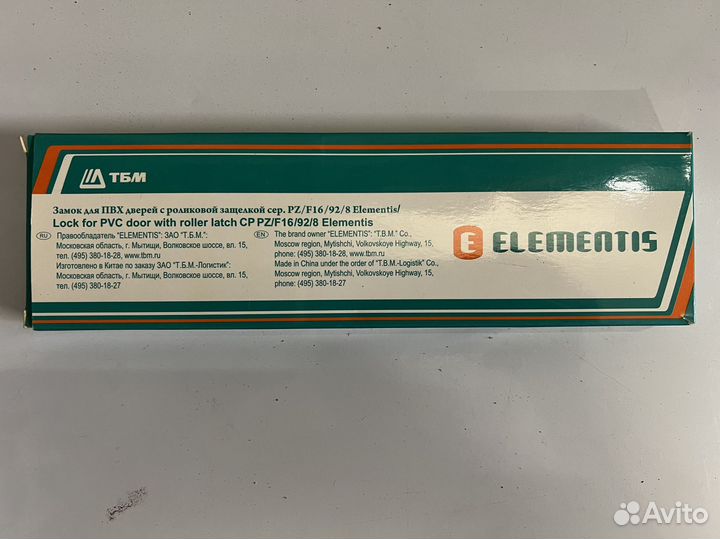 ТБМ
Замок для ПВХ дверей с роликовой защелкой сер. PZ/F16/92/8 Elementis/
Lock for PVC door with roller latch CP PZ/F16/92/8 Elementis
RU
Правообладатель "ELEMENTIS": ЗАО "Т.Б.М.":
Московская область, г. Мытищи, Волковское шоссе, вл. 15,
тел. (495) 380-18-28, www.tbm.ru
Изготовлено в Китае по заказу ЗАО "Т.Б.М.-Логистик":
Московская область, г. Мытищи, Волковское шоссе, вл. 15,
тел. (495) 380-18-27
EN
The brand owner "ELEMENTIS": "T.B.M." Co.,
Moscow region, Mytishchi, Volkovskoye Highway, 15,
phone: (495) 380-18-28, www.tbm.ru
Made in China under the order of "T.B.M.-Logistik" Co.,
Moscow region, Mytishchi, Volkovskoye Highway, 15,
phone: (495) 380-18-27
E ELEMENTIS
Avito